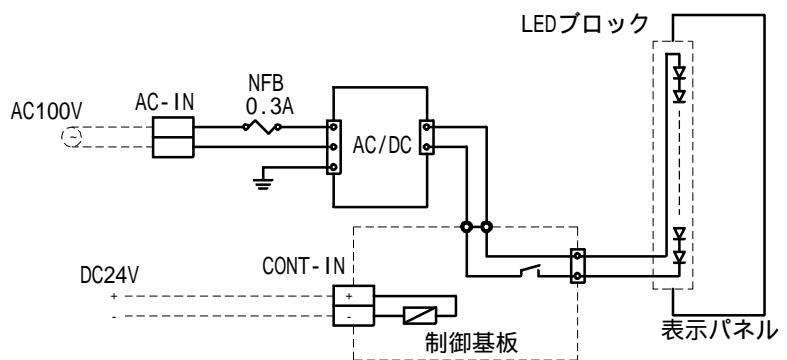 LEDブロック
NFB
0.3A
AC-IN
AC100V
~
AC/DC
CONT-IN
DC24V
+
-
+
-
制御基板
表示パネル